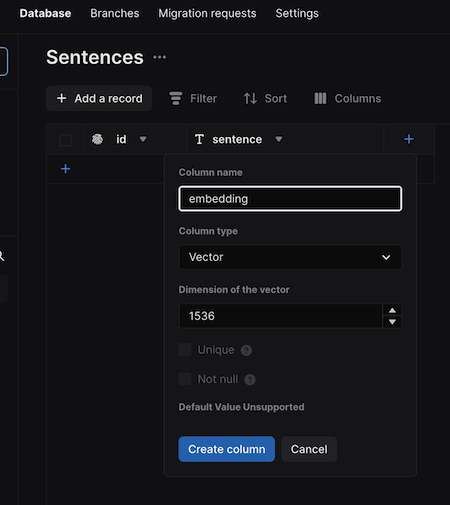 Database Branches Migration requests Settings
Sentences
Add a record Filter Sort Columns
id sentence
Column name
embedding
Column type
Vector
Dimension of the vector
1536
Unique
Not null
Default Value Unsupported
Create column Cancel